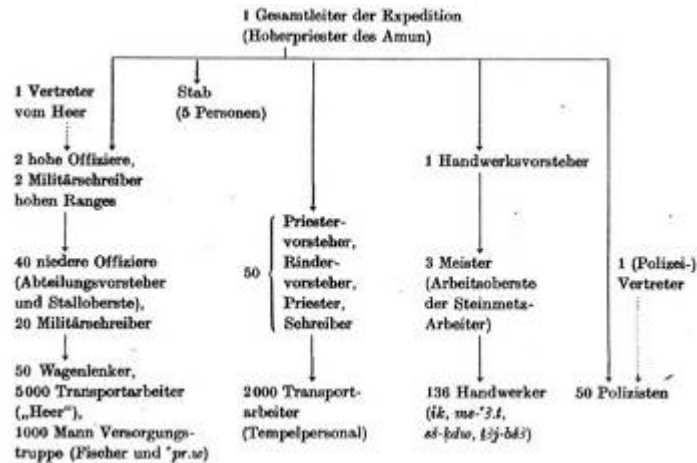 1 Gesamtleiter der Expedition
(Hoherpriester des Amun)
1 Vertreter
vom Heer
Stab
(5 Personen)
2 hohe Offiziere,
2 Militärschreiber
hohen Ranges
1 Handwerksvorsteher
40 niedere Offiziere
(Abteilungsvorsteher
und Stalloberste),
20 Militärschreiber
50
Priester-
vorsteher,
Rinder-
vorsteher,
Priester,
Schreiber
3 Meister
(Arbeitsoberste
der Steinmetz-
Arbeiter)
1 (Polizei-)
Vertreter
50 Wagenlenker,
5000 Transportarbeiter
(„Heer“),
1000 Mann Versorgungs-
truppe (Fischer und ꜥpr.w)
2000 Transport-
arbeiter
(Tempelpersonal)
136 Handwerker
50 Polizisten